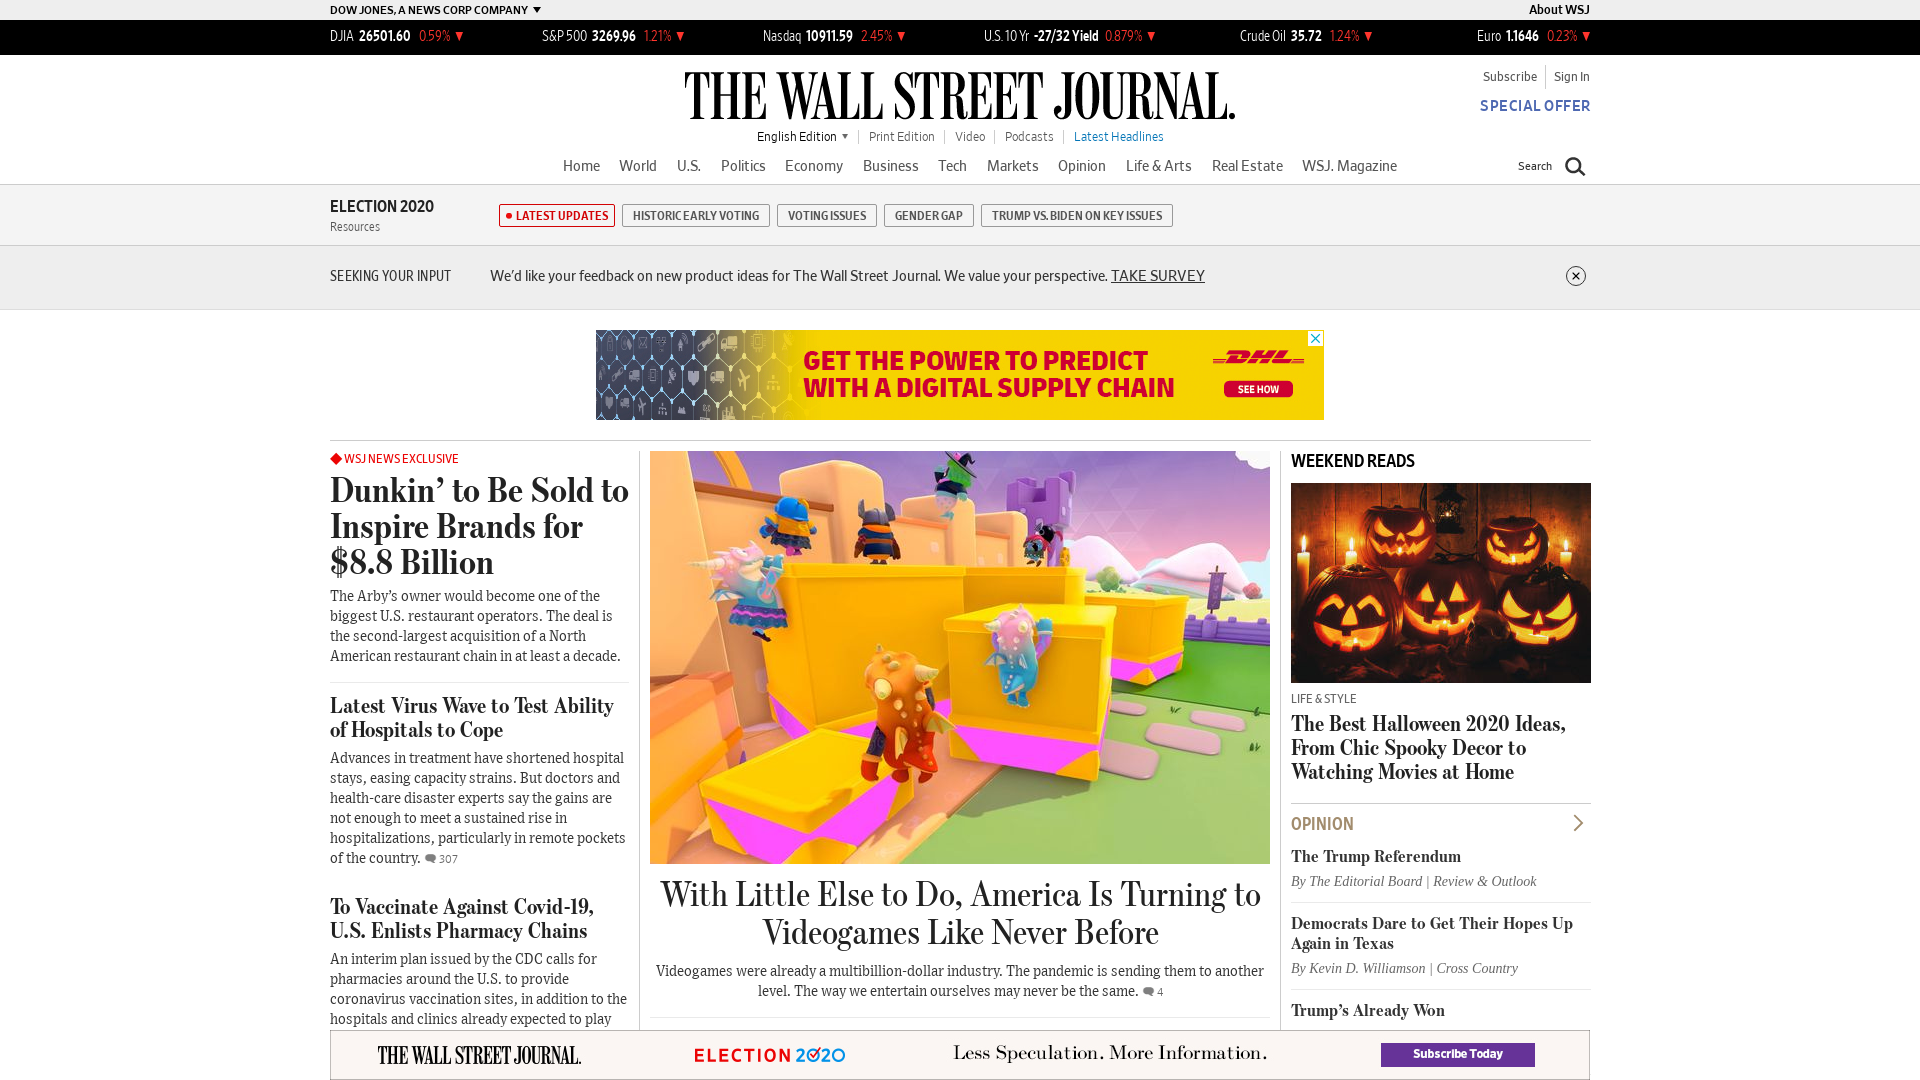 DOW JONES, A NEWS CORP COMPANY
About WSJ
DJIA 26501.60 0.59%
S&P 500 3269.96 1.21%
Nasdaq 10911.59 2.45%
U.S. 10 Yr -27/32 Yield 0.879%
Crude Oil 35.72 1.24%
Euro 1.1646 0.23%
THE WALL STREET JOURNAL.
Subscribe
Sign In
SPECIAL OFFER
English Edition
Print Edition
Video
Podcasts
Latest Headlines
Home
World
U.S.
Politics
Economy
Business
Tech
Markets
Opinion
Life & Arts
Real Estate
WSJ. Magazine
Search
ELECTION 2020
Resources
LATEST UPDATES
HISTORIC EARLY VOTING
VOTING ISSUES
GENDER GAP
TRUMP VS. BIDEN ON KEY ISSUES
SEEKING YOUR INPUT
We’d like your feedback on new product ideas for The Wall Street Journal. We value your perspective. TAKE SURVEY
GET THE POWER TO PREDICT
WITH A DIGITAL SUPPLY CHAIN
DHL
SEE HOW
WSJ NEWS EXCLUSIVE
Dunkin’ to Be Sold to
Inspire Brands for
$8.8 Billion
The Arby’s owner would become one of the
biggest U.S. restaurant operators. The deal is
the second-largest acquisition of a North
American restaurant chain in at least a decade.
Latest Virus Wave to Test Ability
of Hospitals to Cope
Advances in treatment have shortened hospital
stays, easing capacity strains. But doctors and
health-care disaster experts say the gains are
not enough to meet a sustained rise in
hospitalizations, particularly in remote pockets
of the country. 307
To Vaccinate Against Covid-19,
U.S. Enlists Pharmacy Chains
An interim plan issued by the CDC calls for
pharmacies around the U.S. to provide
coronavirus vaccination sites, in addition to the
hospitals and clinics already expected to play
With Little Else to Do, America Is Turning to
Videogames Like Never Before
Videogames were already a multibillion-dollar industry. The pandemic is sending them to another
level. The way we entertain ourselves may never be the same. 4
WEEKEND READS
LIFE & STYLE
The Best Halloween 2020 Ideas,
From Chic Spooky Decor to
Watching Movies at Home
OPINION
The Trump Referendum
By The Editorial Board | Review & Outlook
Democrats Dare to Get Their Hopes Up
Again in Texas
By Kevin D. Williamson | Cross Country
Trump’s Already Won
THE WALL STREET JOURNAL.
ELECTION 2020
Less Speculation. More Information.
Subscribe Today